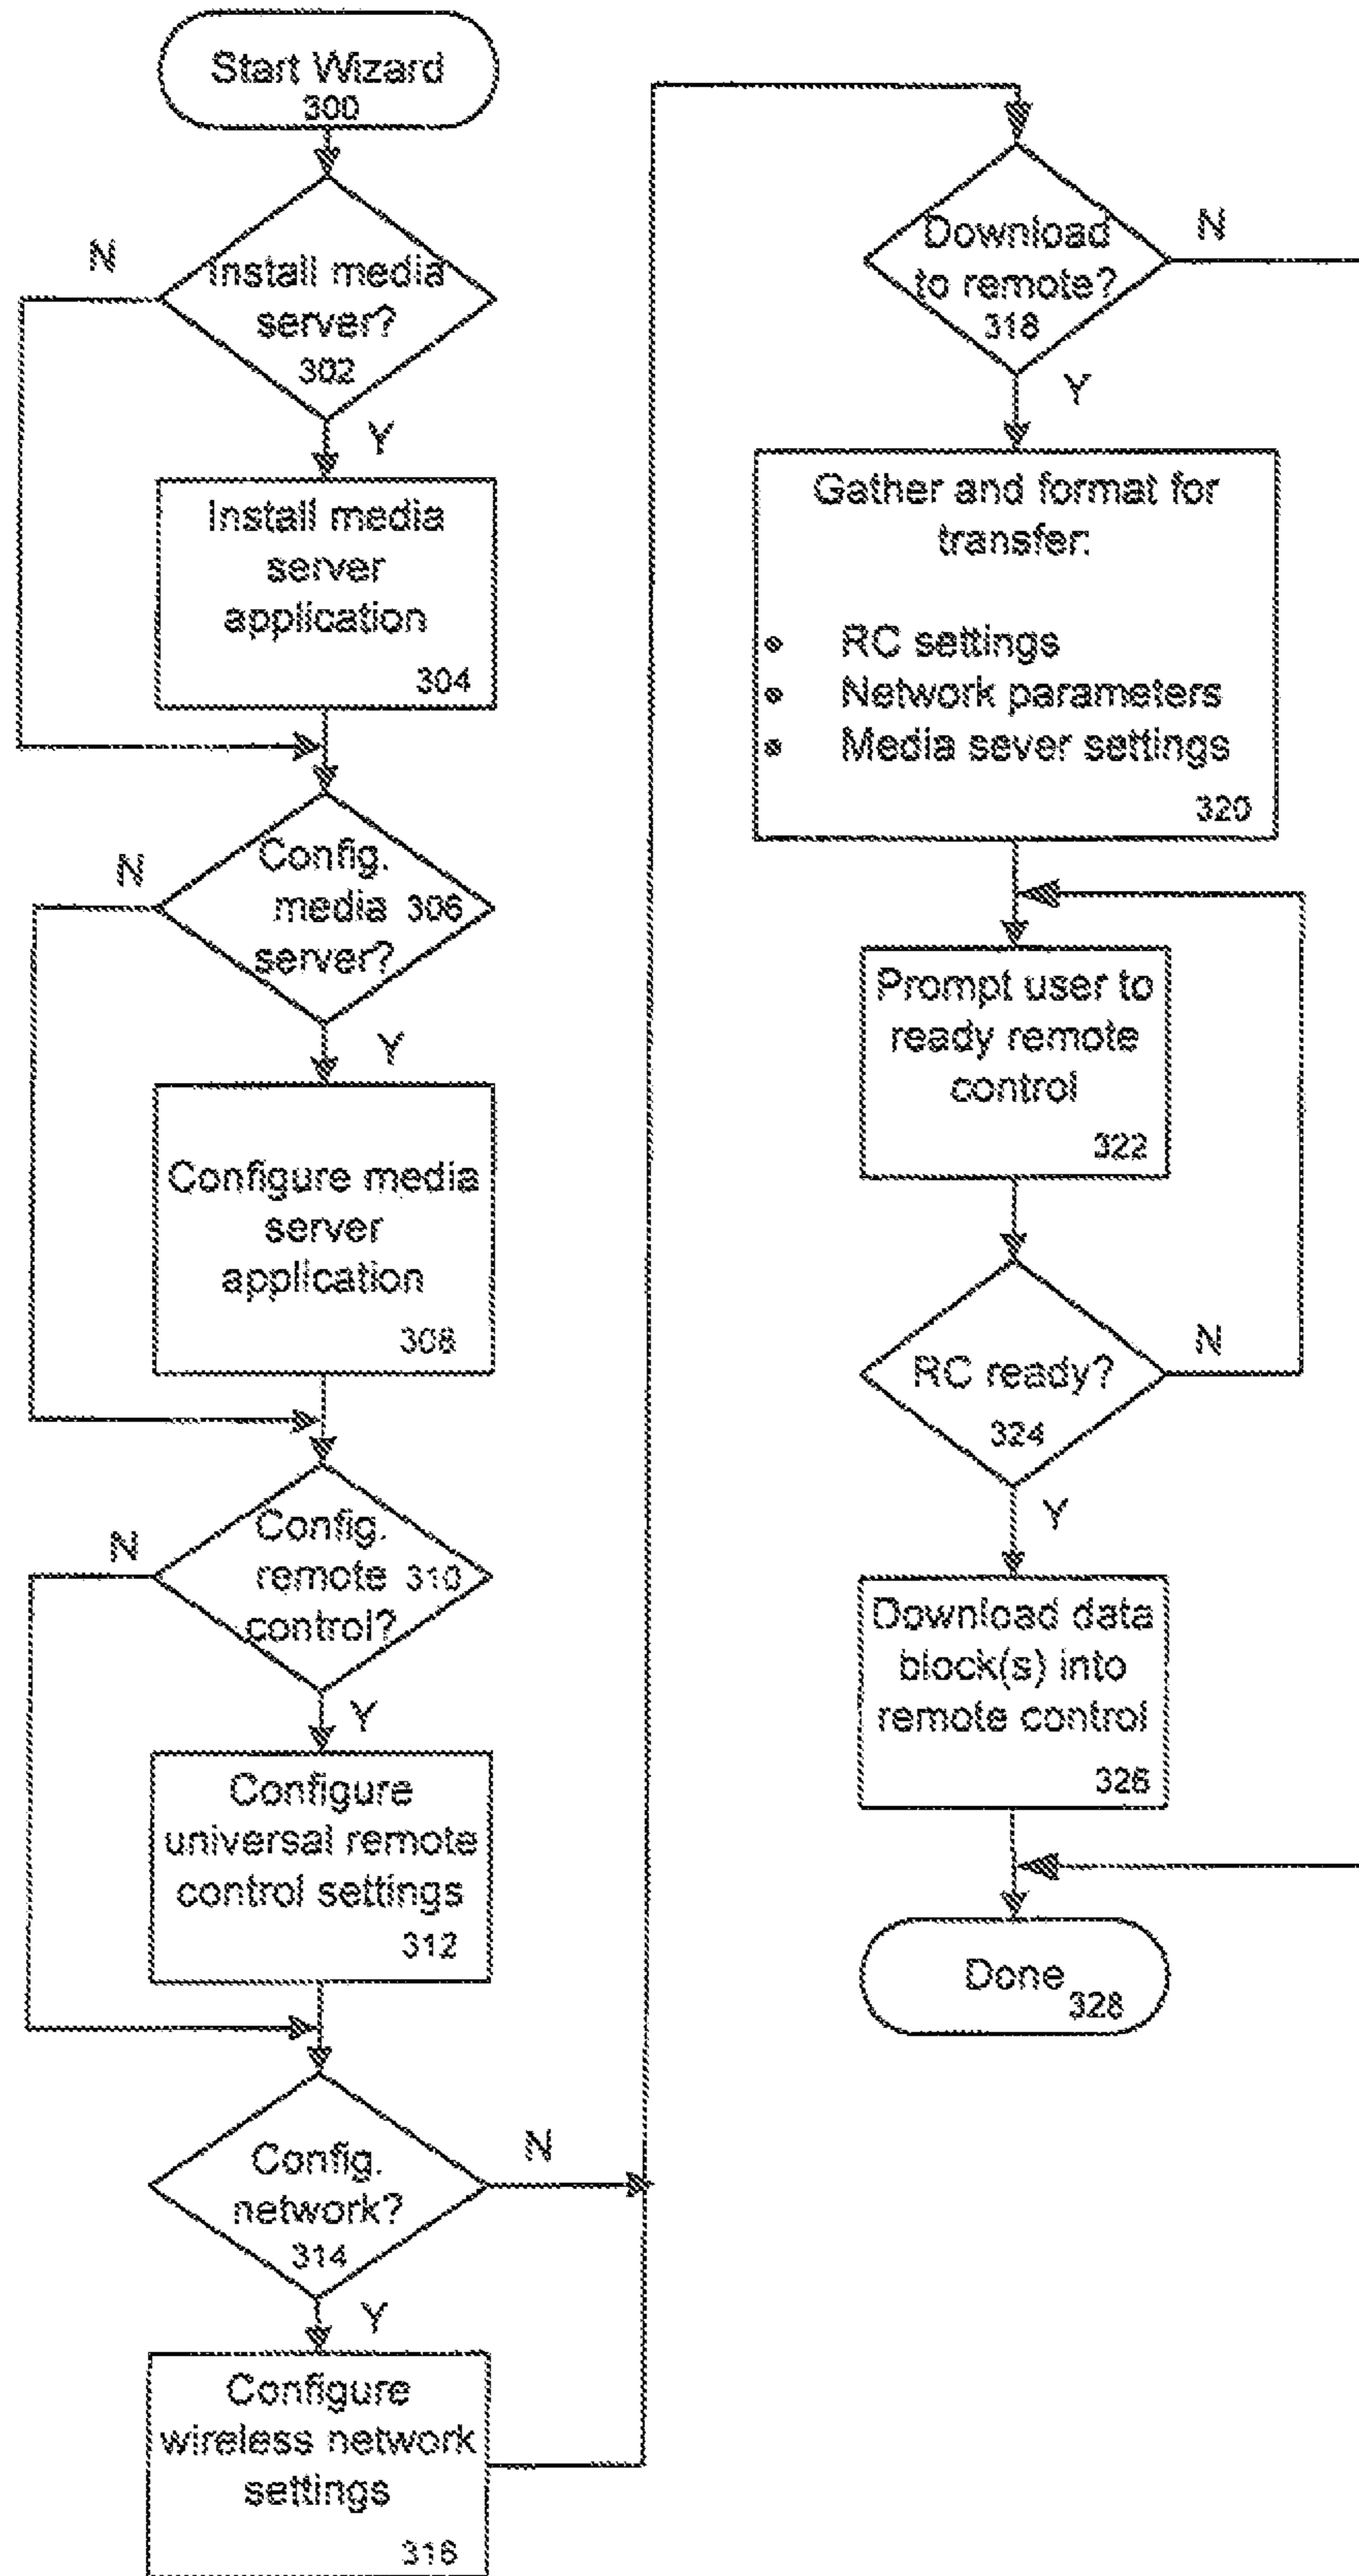 Start Wizard
300
N
Install media
server?
302
Y
Install media
server
application
304
N
Config.
media 306
server?
Y
Configure media
server
application
308
N
Config.
remote 310
control?
Y
Configure
universal remote
control settings
312
N
Config.
network?
314
Y
Configure
wireless network
settings
316
Download
to remote?
318
N
Y
Gather and format for
transfer:
• RC settings
• Network parameters
• Media sever settings
320
Prompt user to
ready remote
control
322
RC ready?
324
N
Y
Download data
block(s) into
remote control
326
Done
328